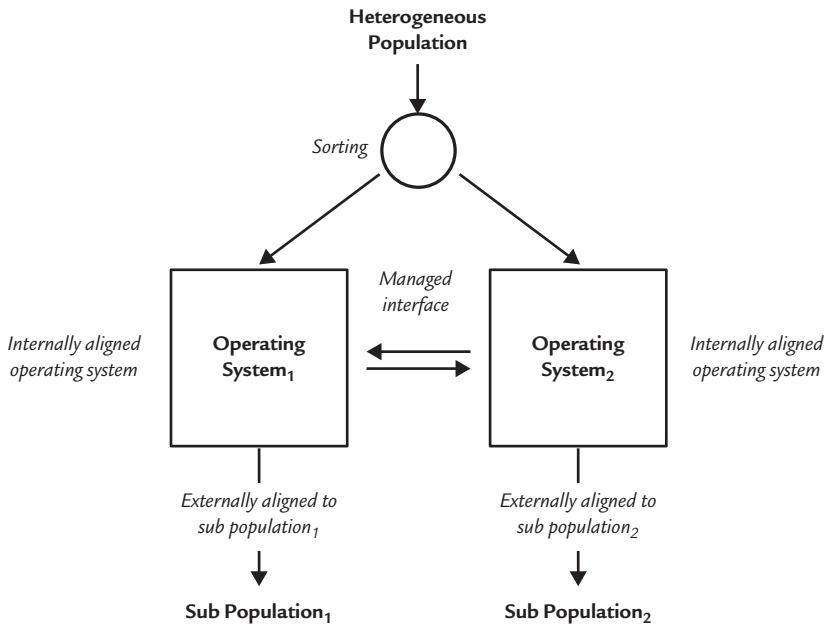 Heterogeneous
Population
Sorting
Managed
interface
Internally aligned
operating system
Operating
System₁
Operating
System₂
Internally aligned
operating system
Externally aligned to
sub population₁
Externally aligned to
sub population₂
Sub Population₁
Sub Population₂